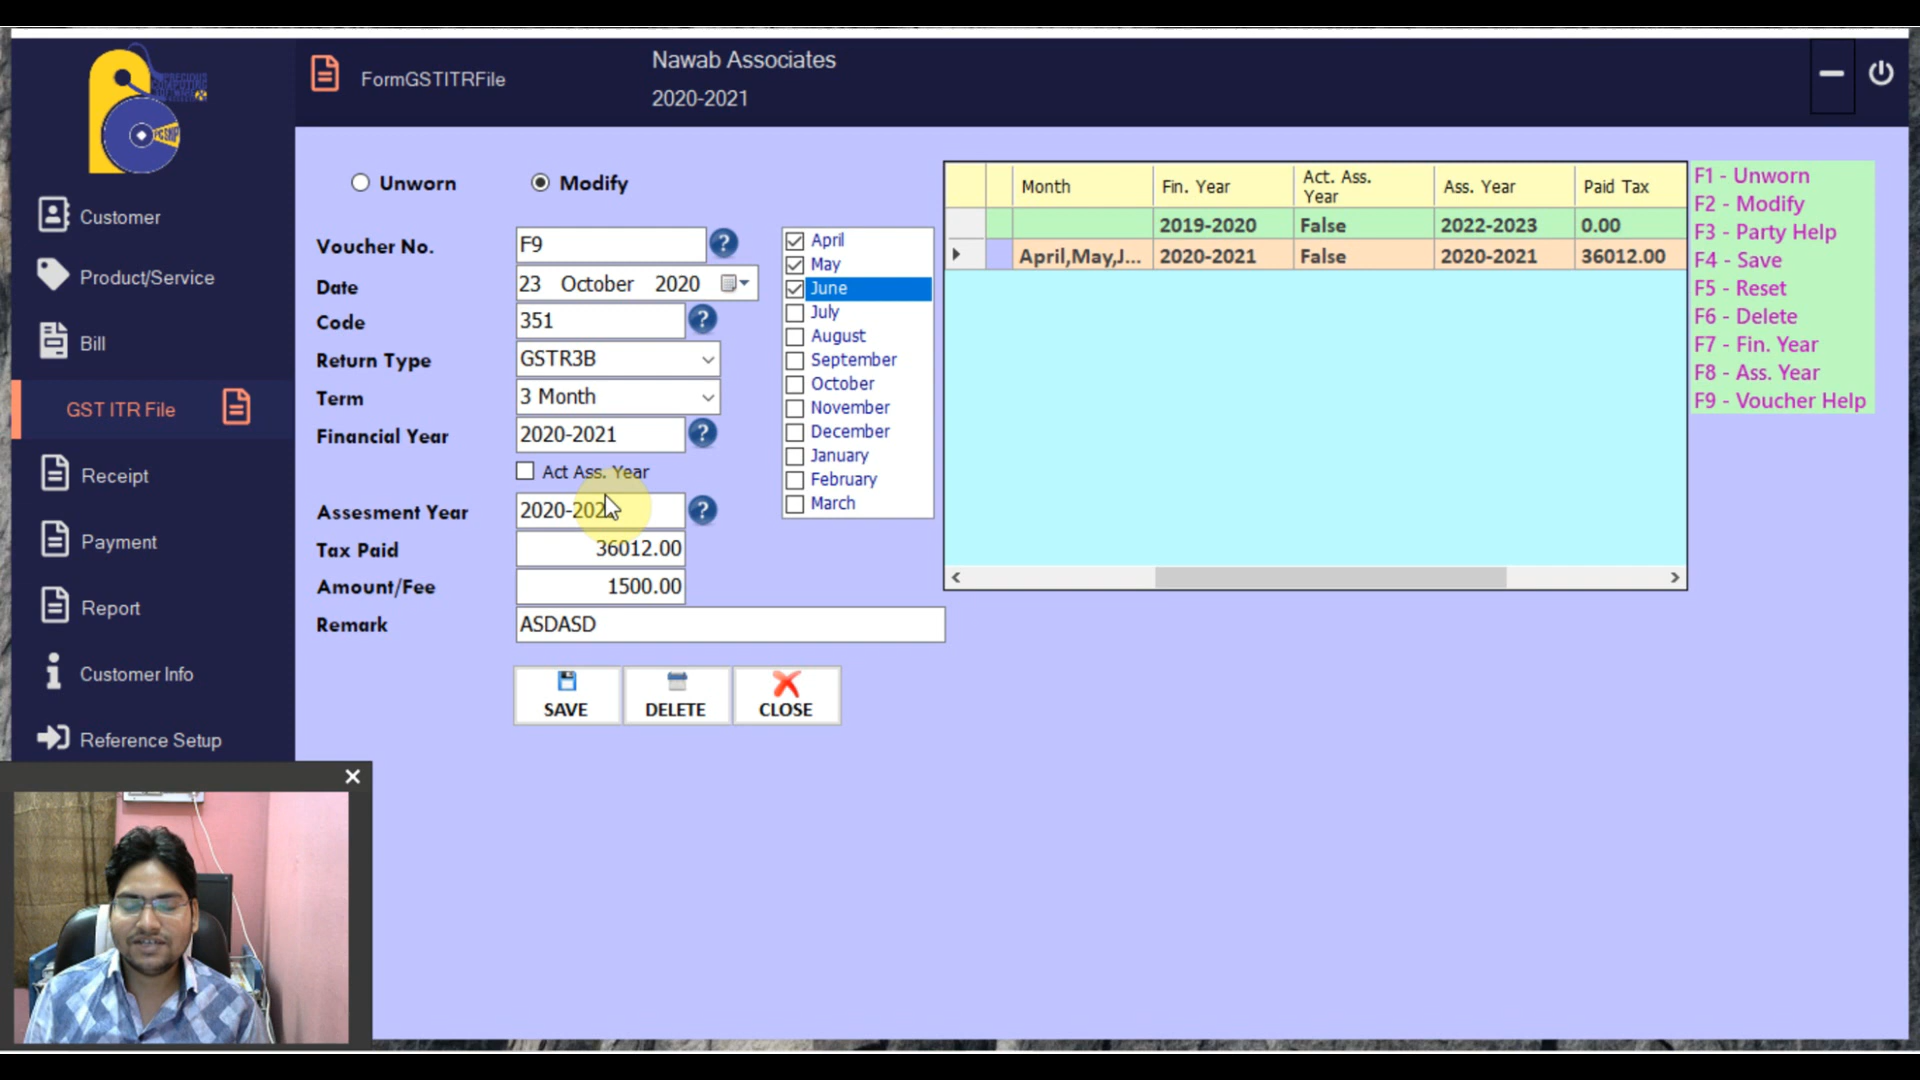 PRECIOUS
COMPUTING
SOFTWARE
PCSNP
FormGSTITRFile
Nawab Associates
2020-2021
Customer
Product/Service
Bill
GST ITR File
Receipt
Payment
Report
Customer Info
Reference Setup
Unworn
Modify
Voucher No.
F9
Date
23 October 2020
Code
351
Return Type
GSTR3B
Term
3 Month
Financial Year
2020-2021
Act Ass. Year
Assesment Year
Tax Paid
36012.00
Amount/Fee
1500.00
Remark
ASDASD
SAVE
DELETE
CLOSE
April
May
June
July
August
September
October
November
December
January
February
March
Month Fin. Year Act. Ass. Year Ass. Year Paid Tax
2019-2020 False 2022-2023 0.00
April,May,J... 2020-2021 False 2020-2021 36012.00
F1 - Unworn
F2 - Modify
F3 - Party Help
F4 - Save
F5 - Reset
F6 - Delete
F7 - Fin. Year
F8 - Ass. Year
F9 - Voucher Help